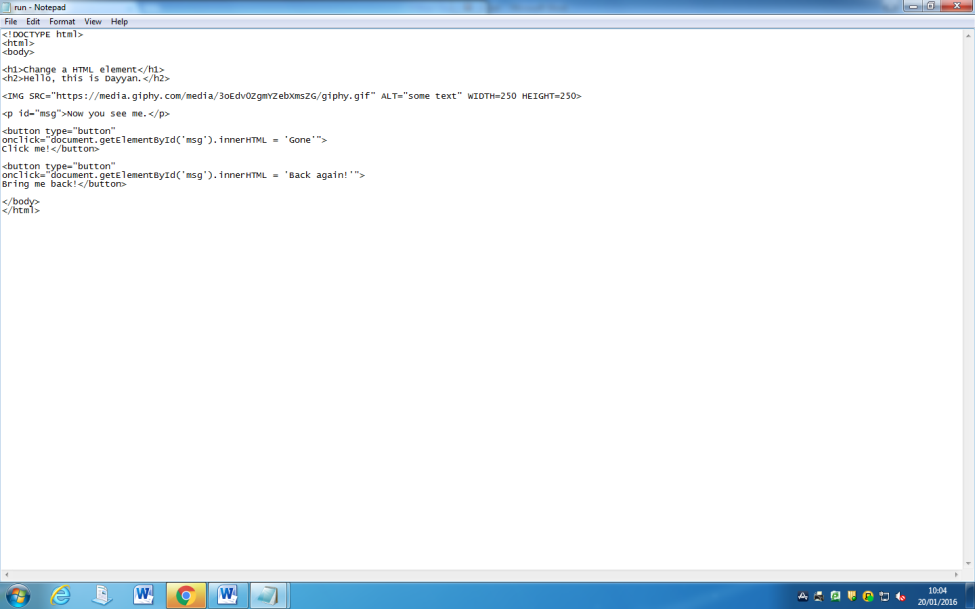 run - Notepad
File Edit Format View Help
<!DOCTYPE html>
<html>
<body>
<h1>Change a HTML element</h1>
<h2>Hello, this is Dayyan.</h2>
<IMG SRC="https://media.giphy.com/media/3oEdvOZgmYZebXmsZG/giphy.gif" ALT="some text" WIDTH=250 HEIGHT=250>
<p id="msg">Now you see me.</p>
<button type="button"
onclick="document.getElementById('msg').innerHTML = 'Gone'">
Click me!</button>
<button type="button"
onclick="document.getElementById('msg').innerHTML = 'Back again!'">
Bring me back!</button>
</body>
</html>
10:04
20/01/2016